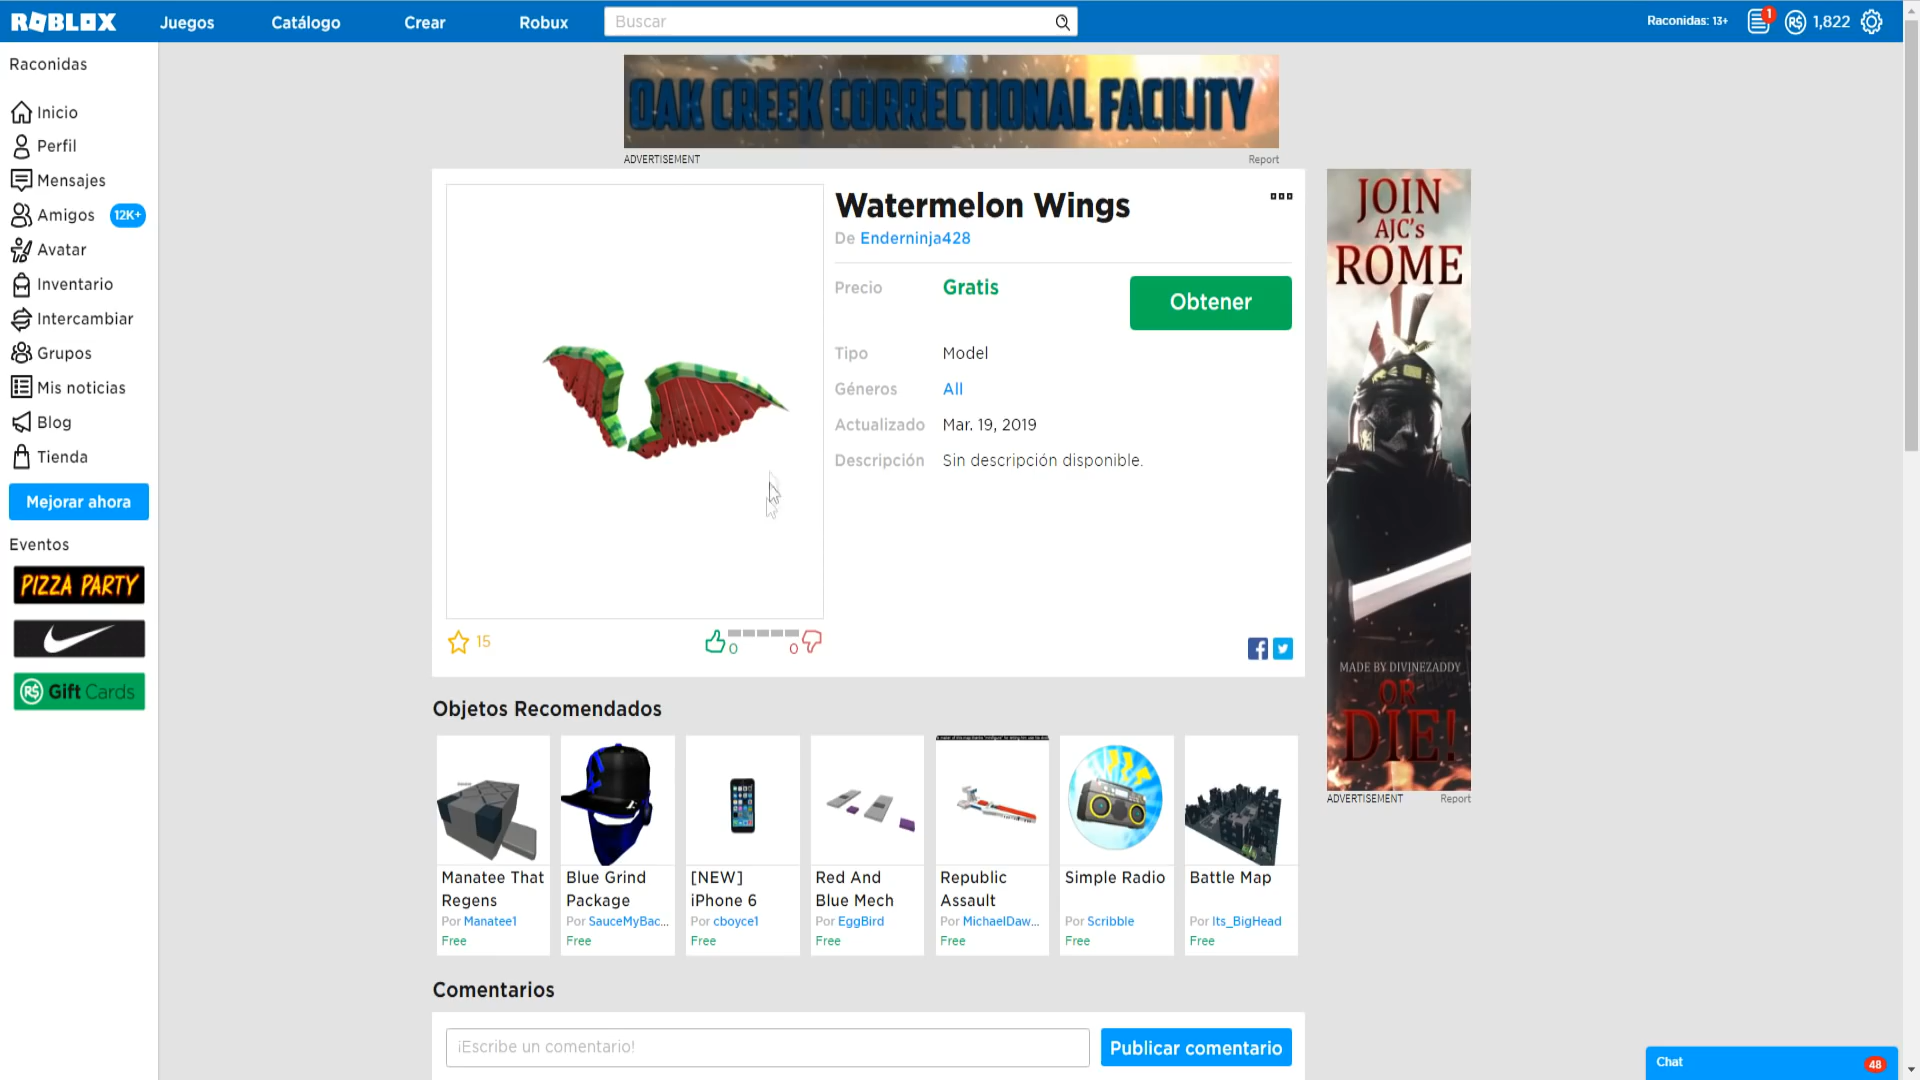 ROBLOX
Juegos
Catálogo
Crear
Robux
Buscar
Raconidas: 13+
1
1,822
Raconidas
Inicio
Perfil
Mensajes
Amigos 12K+
Avatar
Inventario
Intercambiar
Grupos
Mis noticias
Blog
Tienda
Mejorar ahora
Eventos
PIZZA PARTY
Gift Cards
OAK CREEK CORRECTIONAL FACILITY
ADVERTISEMENT
Report
Watermelon Wings
De Enderninja428
Precio Gratis
Obtener
Tipo Model
Géneros All
Actualizado Mar. 19, 2019
Descripción Sin descripción disponible.
15
0
0
JOIN
AJC's
ROME
MADE BY DIVINEZADDY
OR
DIE!
ADVERTISEMENT
Report
Objetos Recomendados
Manatee That
Regens
Por Manatee1
Free
Blue Grind
Package
Por SauceMyBac...
Free
[NEW]
iPhone 6
Por cboyce1
Free
Red And
Blue Mech
Por EggBird
Free
Republic
Assault
Por MichaelDaw...
Free
Simple Radio
Por Scribble
Free
Battle Map
Por Its_BigHead
Free
Comentarios
¡Escribe un comentario!
Publicar comentario
Chat
48